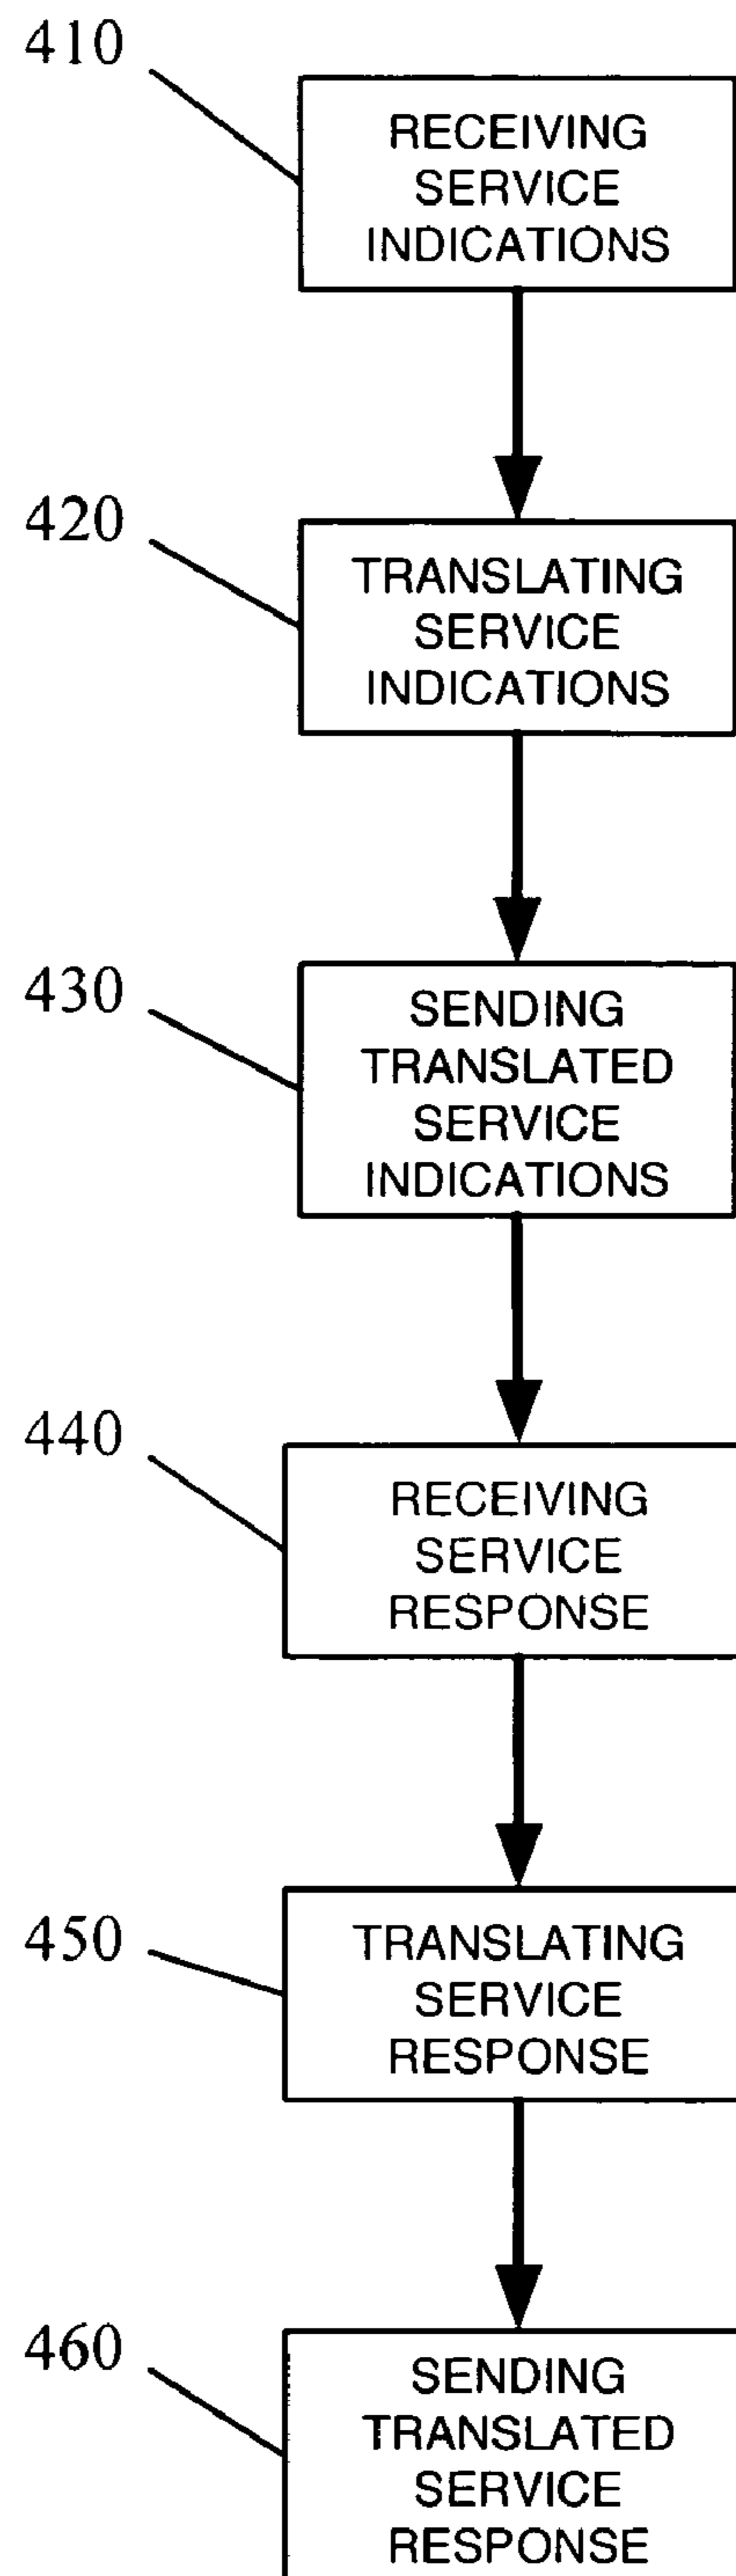 410
RECEIVING
SERVICE
INDICATIONS
420
TRANSLATING
SERVICE
INDICATIONS
430
SENDING
TRANSLATED
SERVICE
INDICATIONS
440
RECEIVING
SERVICE
RESPONSE
450
TRANSLATING
SERVICE
RESPONSE
460
SENDING
TRANSLATED
SERVICE
RESPONSE